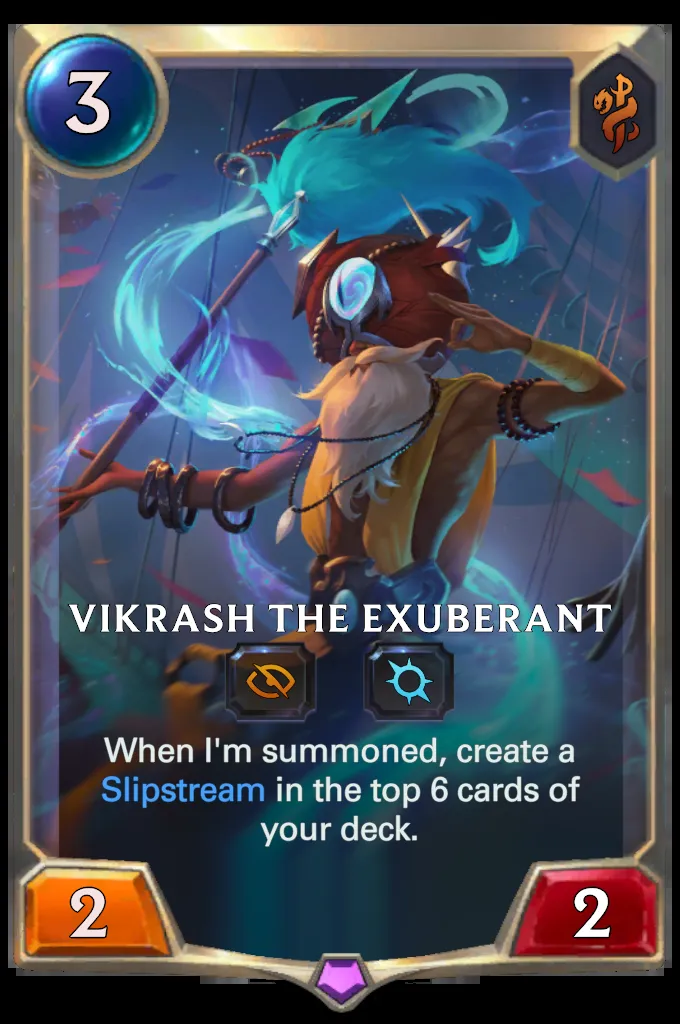 3
VIKRASH THE EXUBERANT
When I'm summoned, create a
Slipstream in the top 6 cards of
your deck.
2
2